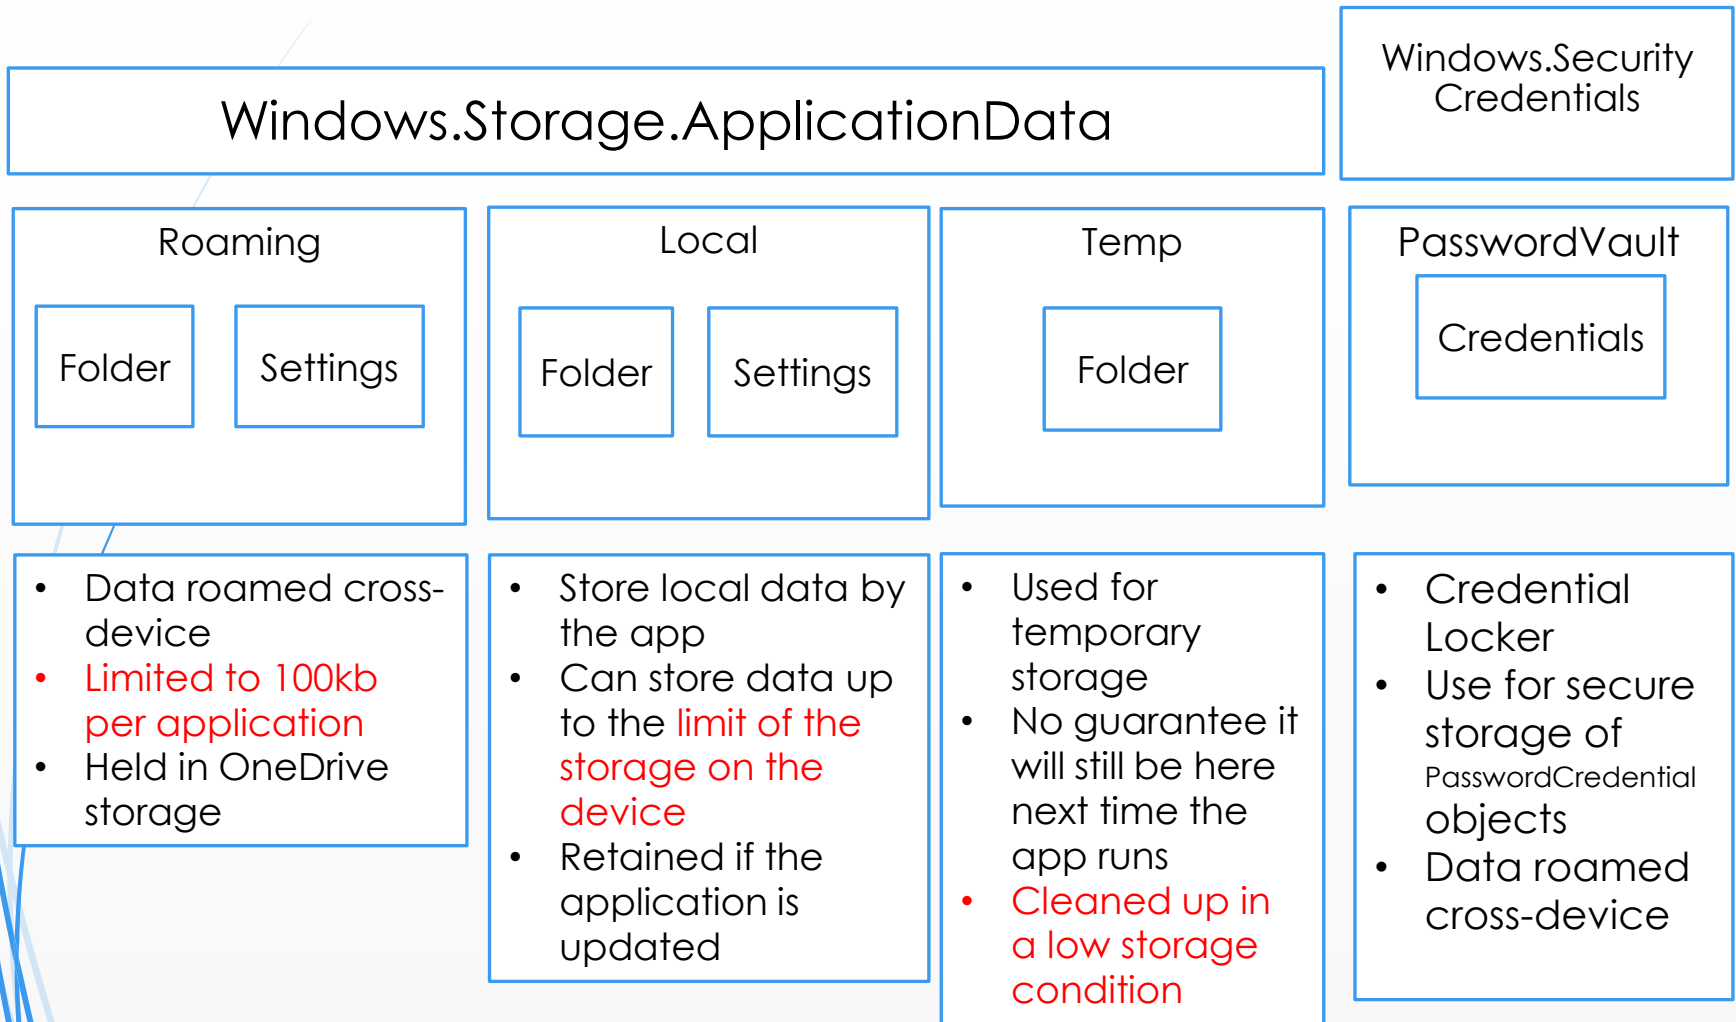 Windows.Storage.ApplicationData
Windows.Security
Credentials
Roaming
Folder
Settings
Local
Folder
Settings
Temp
Folder
PasswordVault
Credentials
• Data roamed cross-
device
• Limited to 100kb
per application
• Held in OneDrive
storage
• Store local data by
the app
• Can store data up
to the limit of the
storage on the
device
• Retained if the
application is
updated
• Used for
temporary
storage
• No guarantee it
will still be here
next time the
app runs
• Cleaned up in
a low storage
condition
• Credential
Locker
• Use for secure
storage of
PasswordCredential
objects
• Data roamed
cross-device